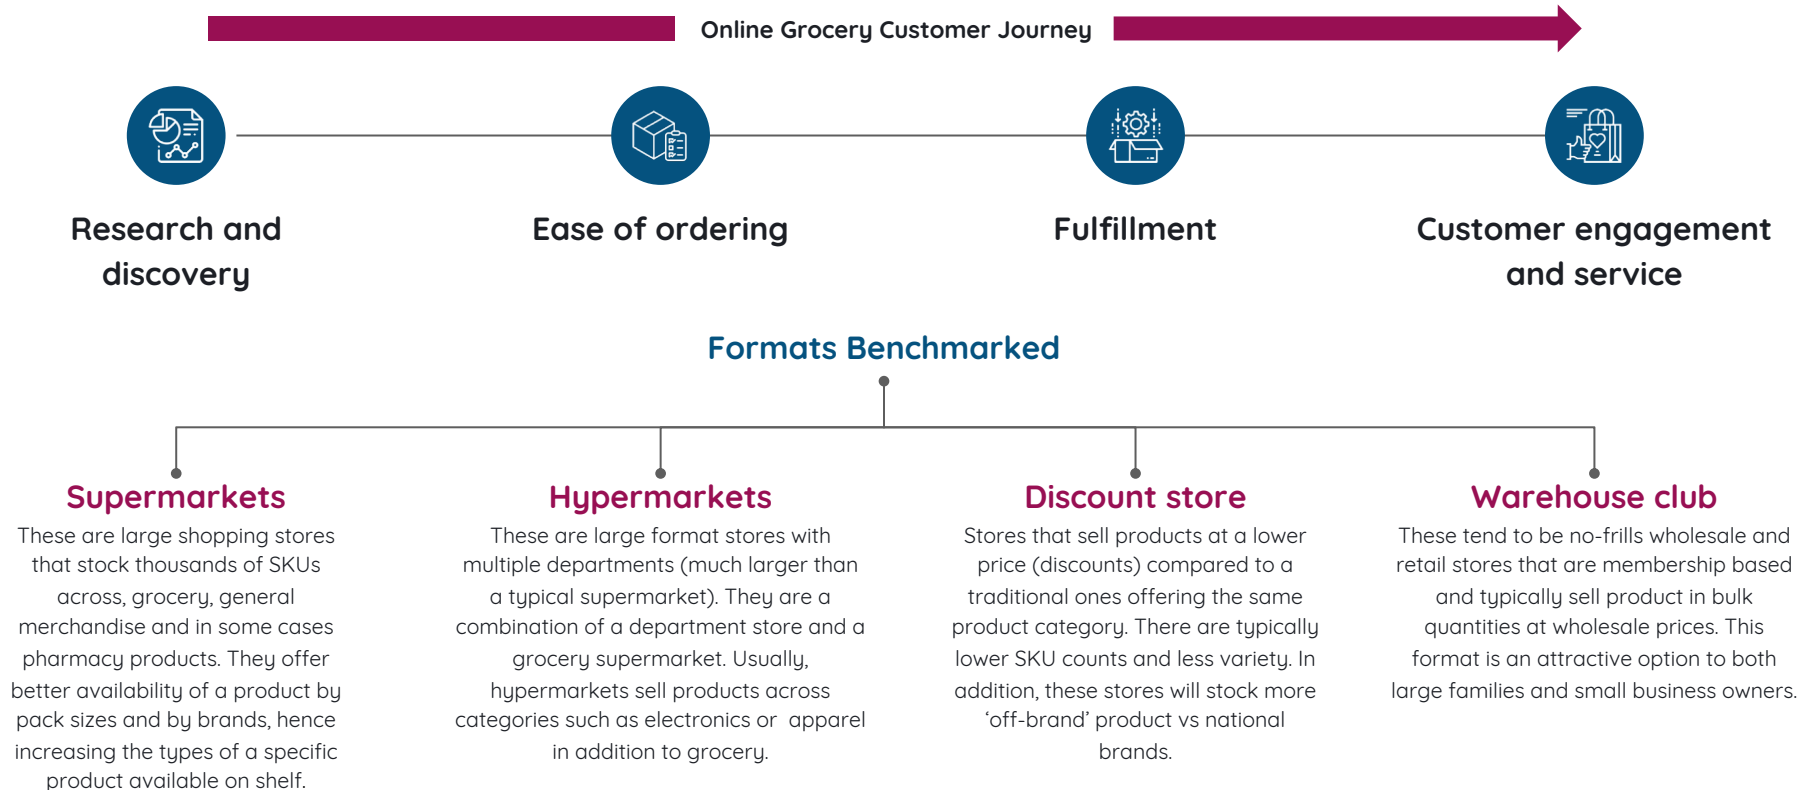 Online Grocery Customer Journey
Research and
discovery
Ease of ordering
Fulfillment
Customer engagement
and service
Formats Benchmarked
Supermarkets
These are large shopping stores
that stock thousands of SKUs
across, grocery, general
merchandise and in some cases
pharmacy products. They offer
better availability of a product by
pack sizes and by brands, hence
increasing the types of a specific
product available on shelf.
Hypermarkets
These are large format stores with
multiple departments (much larger than
a typical supermarket). They are a
combination of a department store and a
grocery supermarket. Usually,
hypermarkets sell products across
categories such as electronics or  apparel
in addition to grocery.
Discount store
Stores that sell products at a lower
price (discounts) compared to a
traditional ones offering the same
product category. There are typically
lower SKU counts and less variety. In
addition, these stores will stock more
‘off-brand’ product vs national
brands.
Warehouse club
These tend to be no-frills wholesale and
retail stores that are membership based
and typically sell product in bulk
quantities at wholesale prices. This
format is an attractive option to both
large families and small business owners.